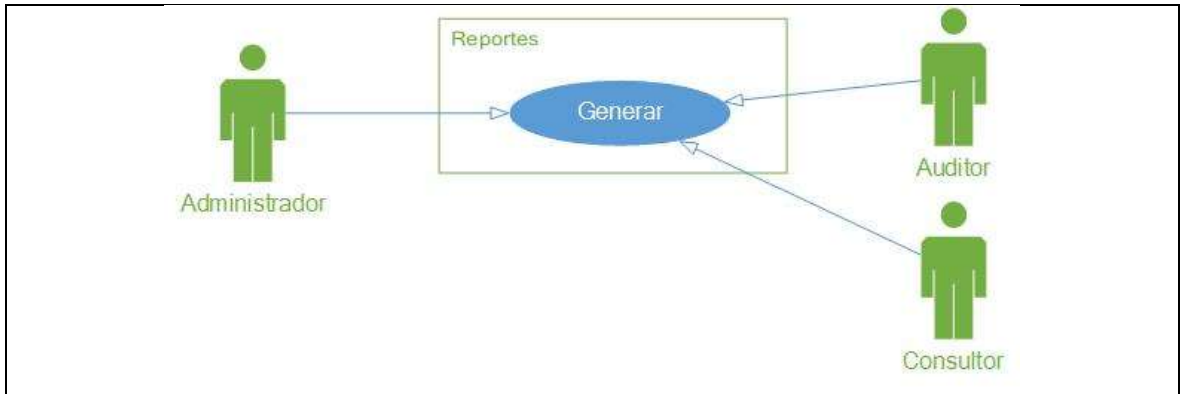 Reportes
Generar
Administrador
Auditor
Consultor